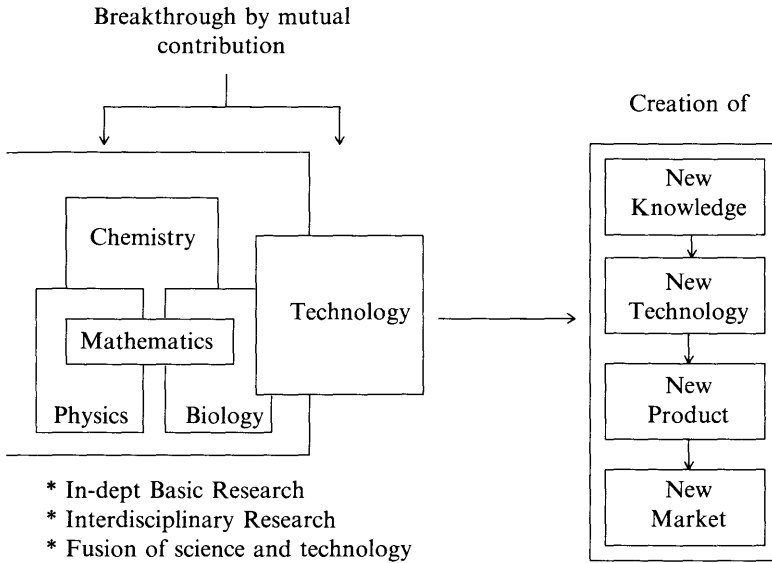 Breakthrough by mutual
contribution
Creation of
Chemistry
Mathematics
Physics
Biology
Technology
New
Knowledge
New
Technology
New
Product
New
Market
* In-dept Basic Research
* Interdisciplinary Research
* Fusion of science and technology